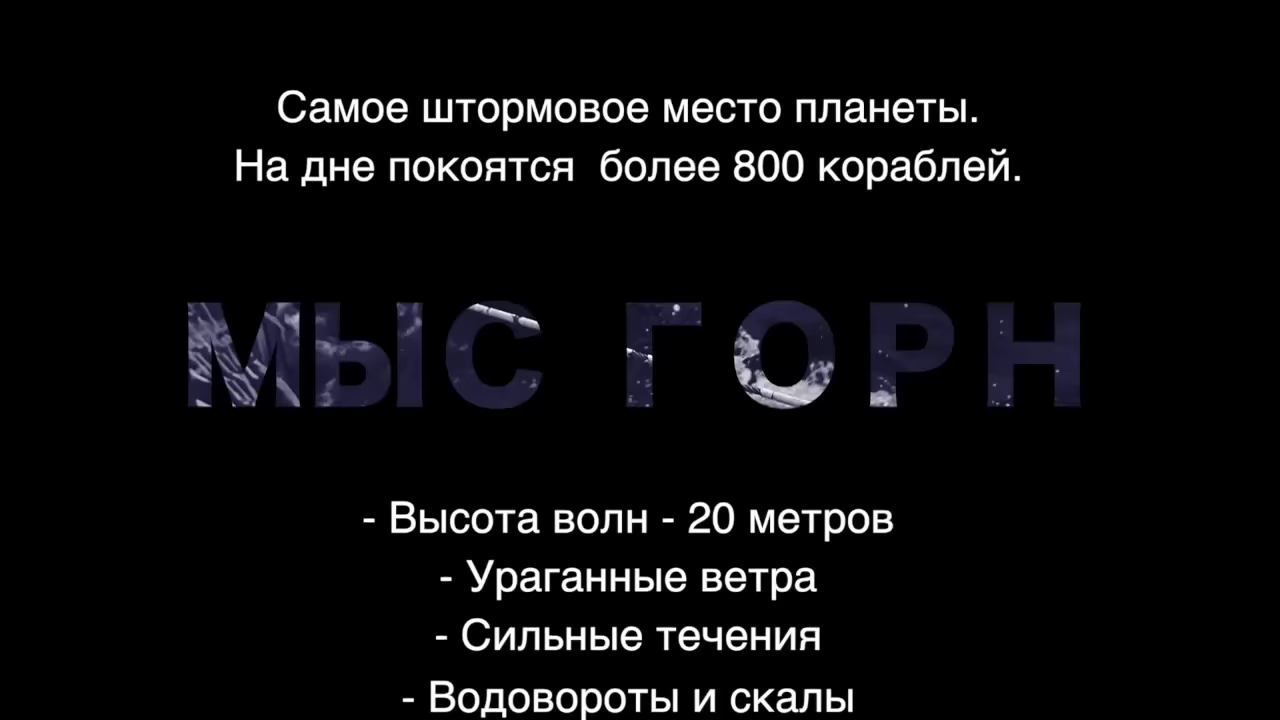 Самое штормовое место планеты.
На дне покоятся  более 800 кораблей.
МЫС ГОРН
- Высота волн - 20 метров
- Ураганные ветра
- Сильные течения
- Водовороты и скалы